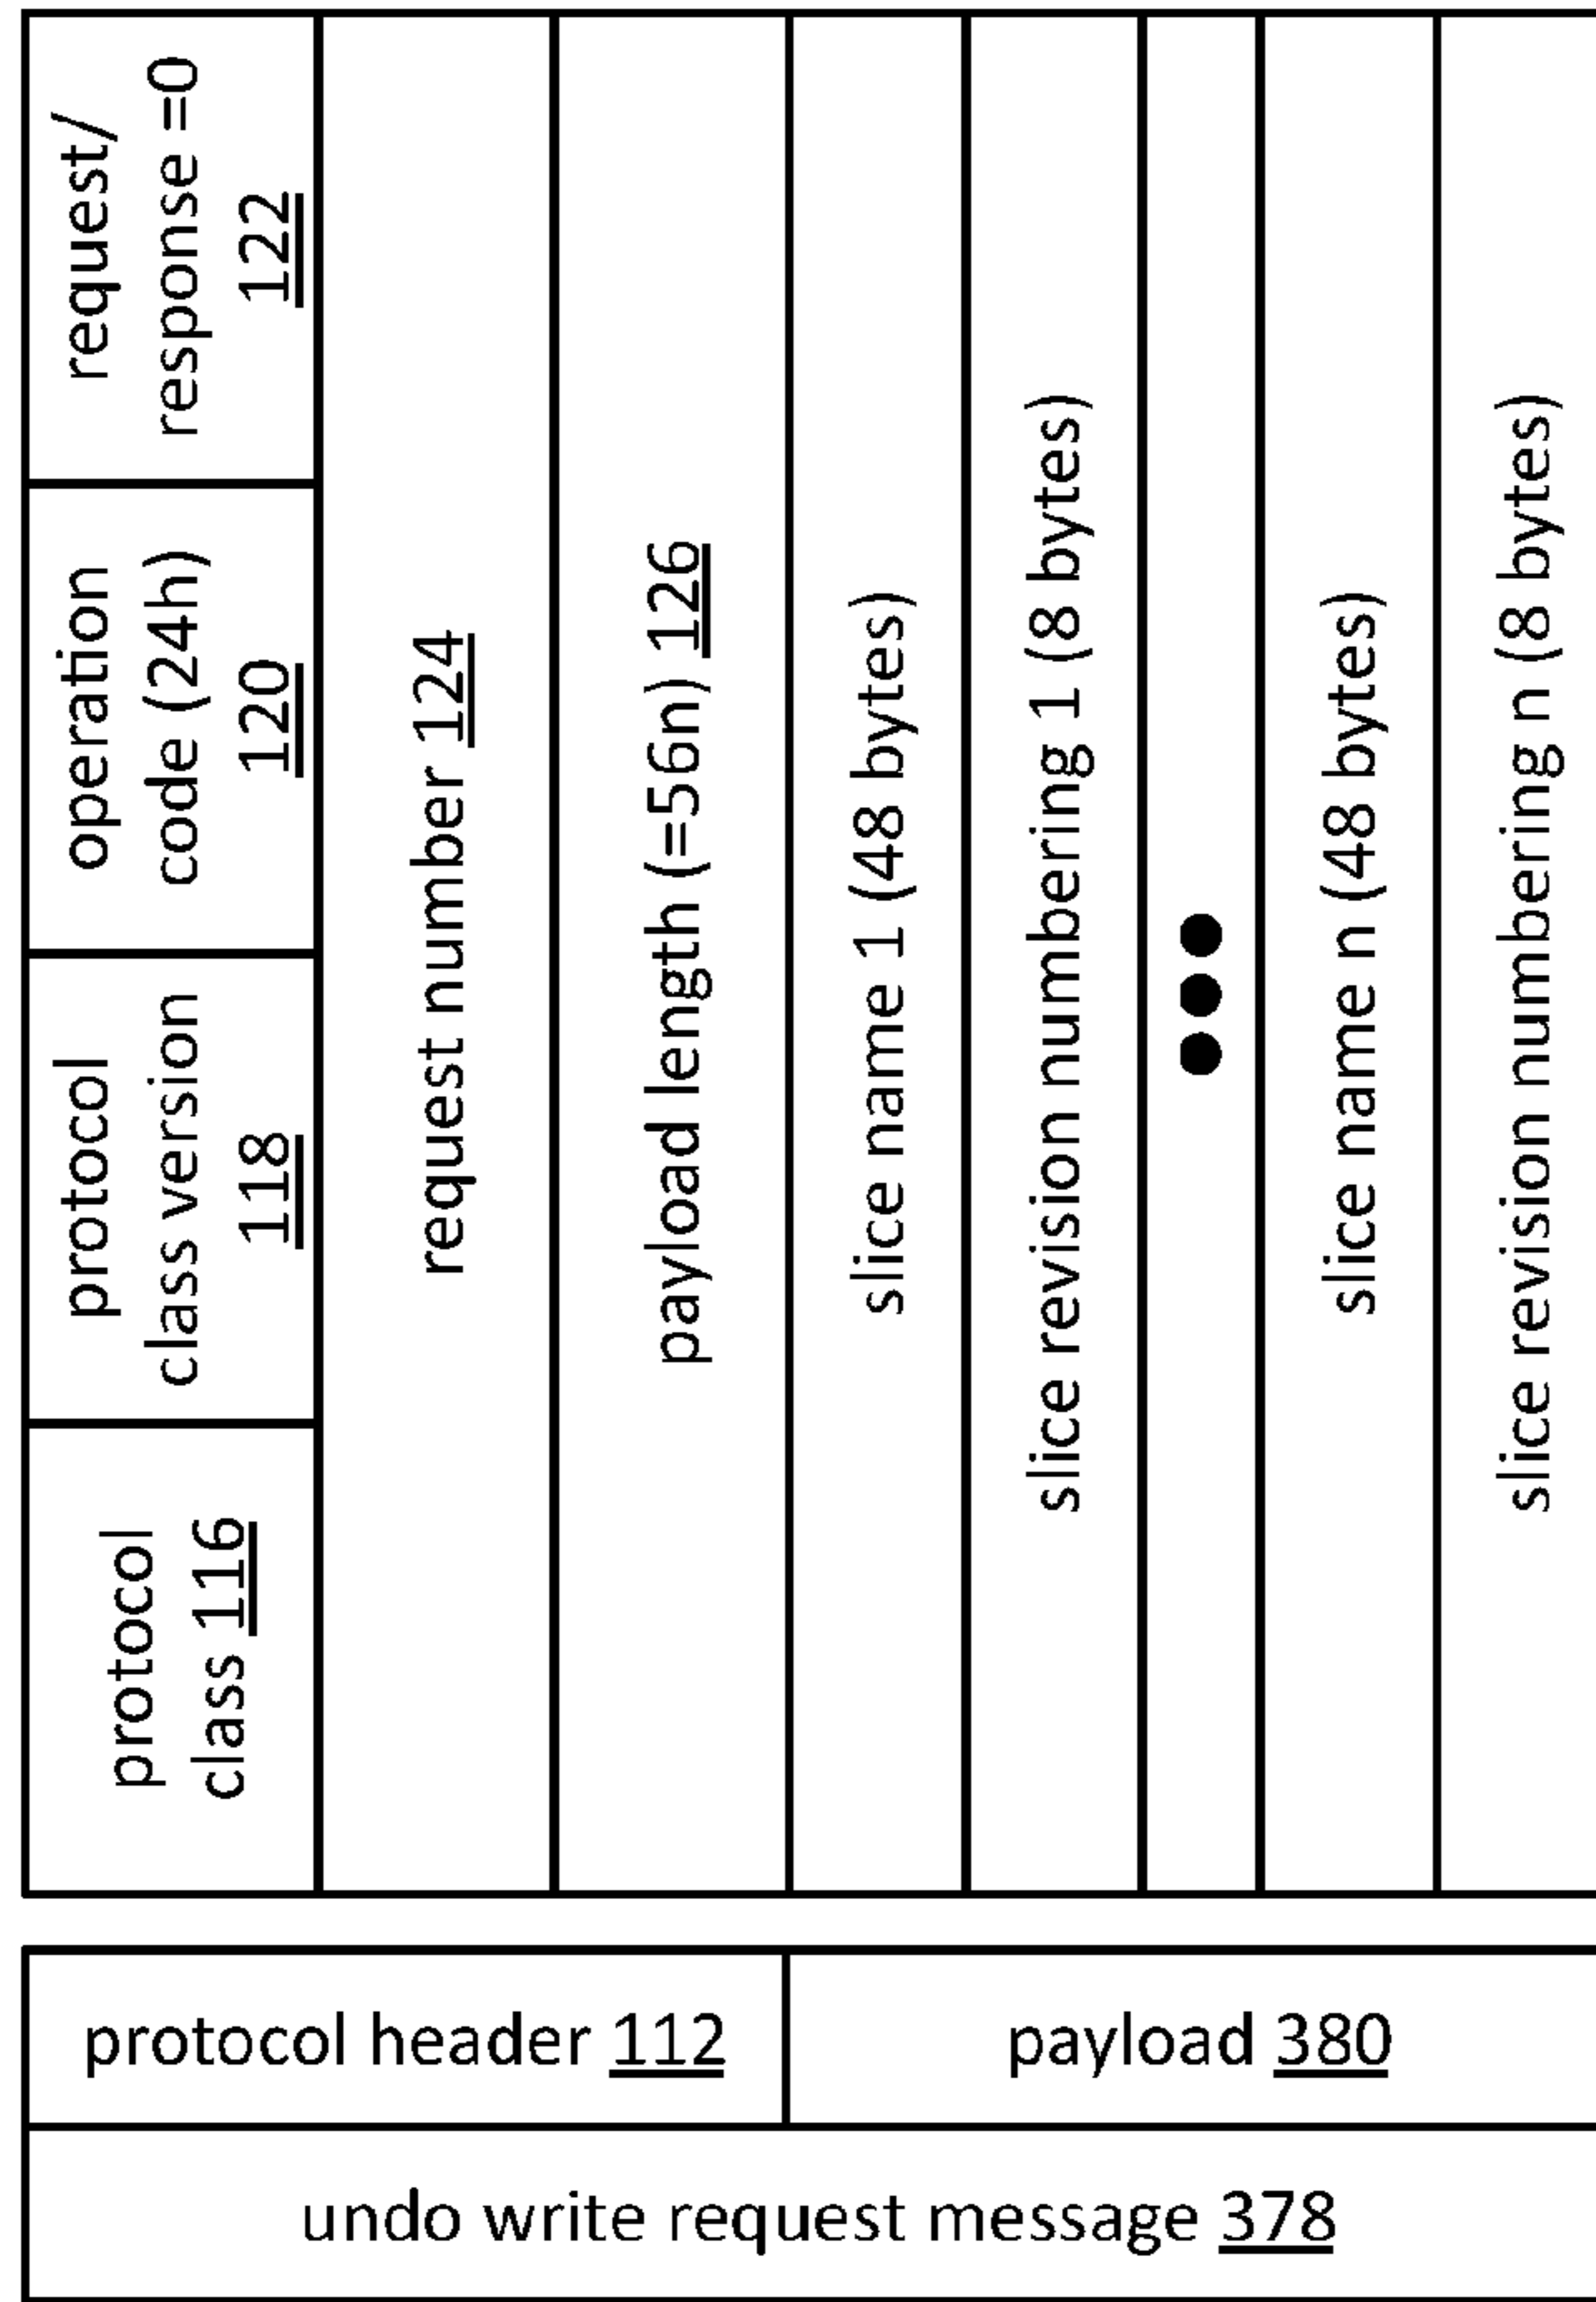 protocol
class 116
protocol
class version
118
operation
code (24h)
120
request/
response =0
122
request number 124
payload length (=56n) 126
slice name 1 (48 bytes)
slice revision numbering 1 (8 bytes)
slice name n (48 bytes)
slice revision numbering n (8 bytes)
protocol header 112
payload 380
undo write request message 378